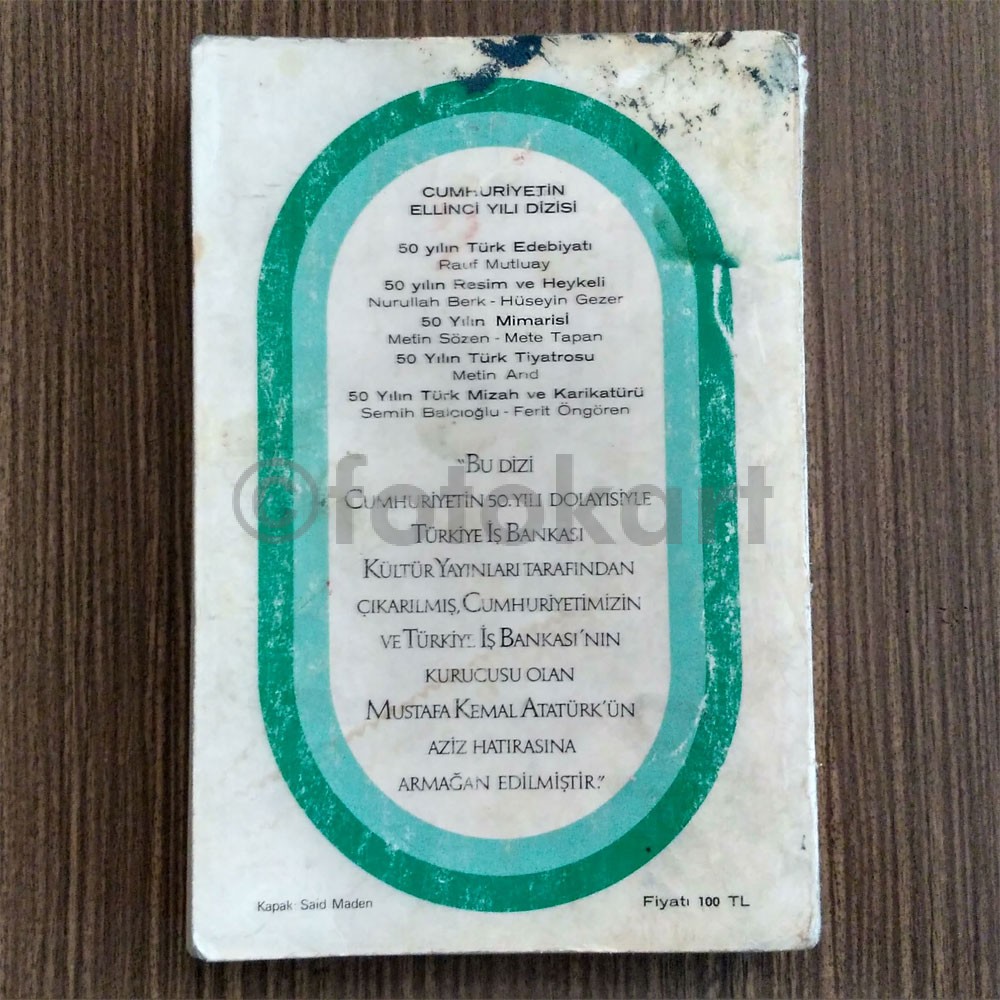 CUMHURİYETİN
ELLİNCİ YILI DİZİSİ
50 yılın Türk Edebiyatı
Rauf Mutluay
50 yılın Resim ve Heykeli
Nurullah Berk - Hüseyin Gezer
50 Yılın Mimarisi
Metin Sözen - Mete Tapan
50 Yılın Türk Tiyatrosu
Metin And
50 Yılın Türk Mizah ve Karikatürü
Semih Balcıoğlu - Ferit Öngören
"BU DİZİ
CUMHURİYETİN 50. YILI DOLAYISİYLE
TÜRKİYE İŞ BANKASI
KÜLTÜR YAYINLARI TARAFINDAN
ÇIKARILMIŞ, CUMHURİYETİMİZİN
VE TÜRKİYE İŞ BANKASI'NIN
KURUCUSU OLAN
MUSTAFA KEMAL ATATÜRK'ÜN
AZİZ HATIRASINA
ARMAĞAN EDİLMİŞTİR."
©fotokart
Kapak Said Maden
Fiyatı 100 TL